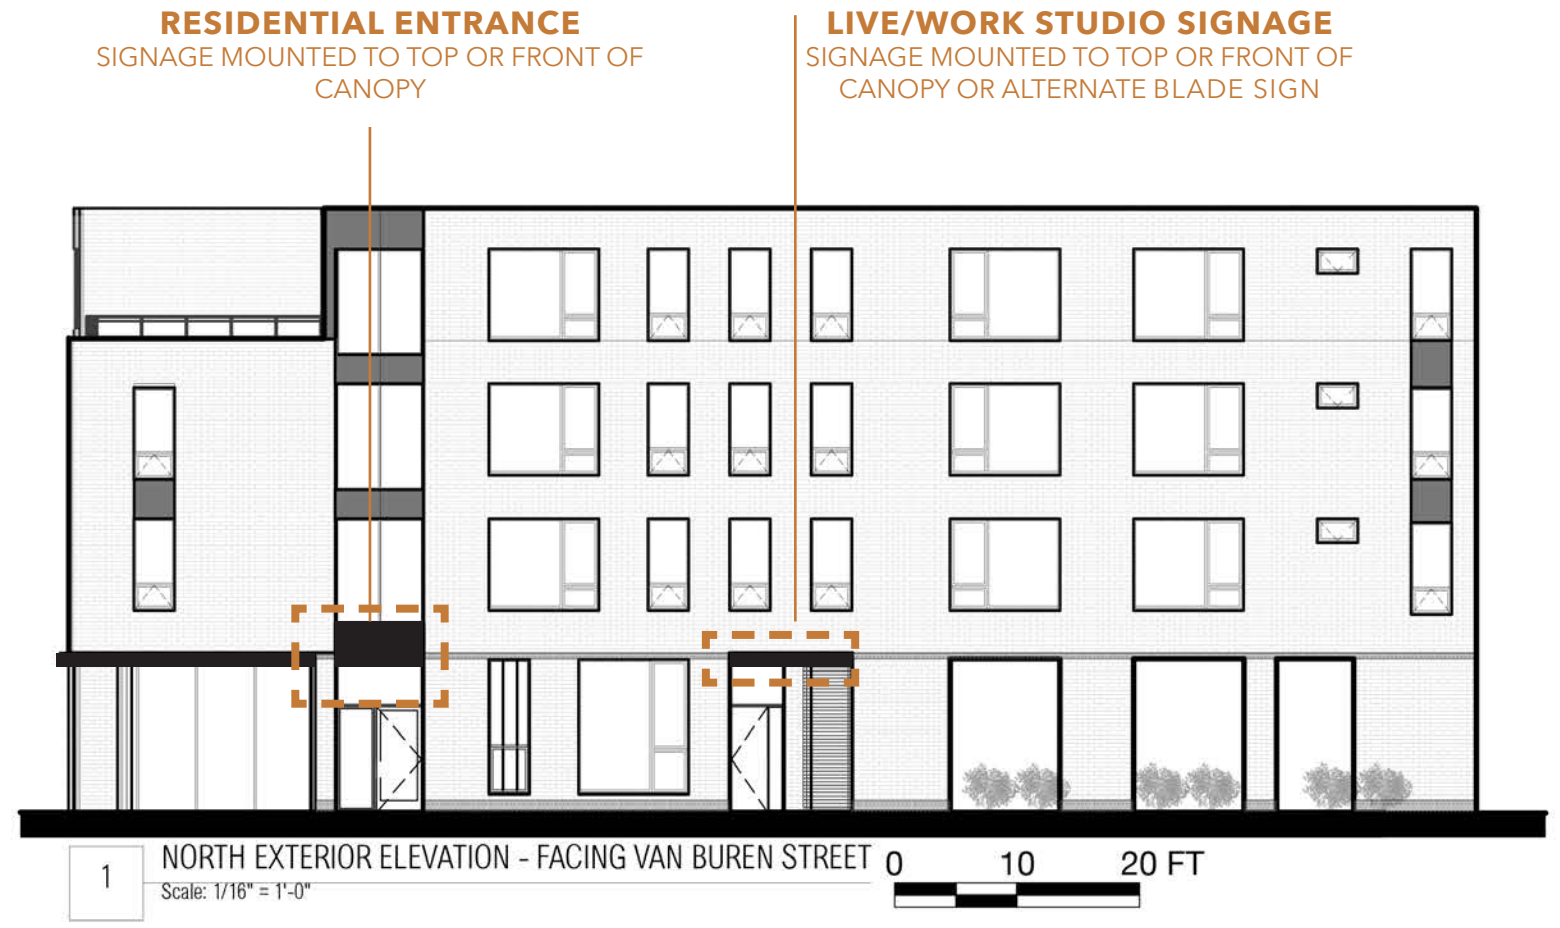 RESIDENTIAL ENTRANCE
SIGNAGE MOUNTED TO TOP OR FRONT OF
CANOPY
LIVE/WORK STUDIO SIGNAGE
SIGNAGE MOUNTED TO TOP OR FRONT OF
CANOPY OR ALTERNATE BLADE SIGN
1
NORTH EXTERIOR ELEVATION - FACING VAN BUREN STREET
Scale: 1/16" = 1'-0"
0 10 20 FT